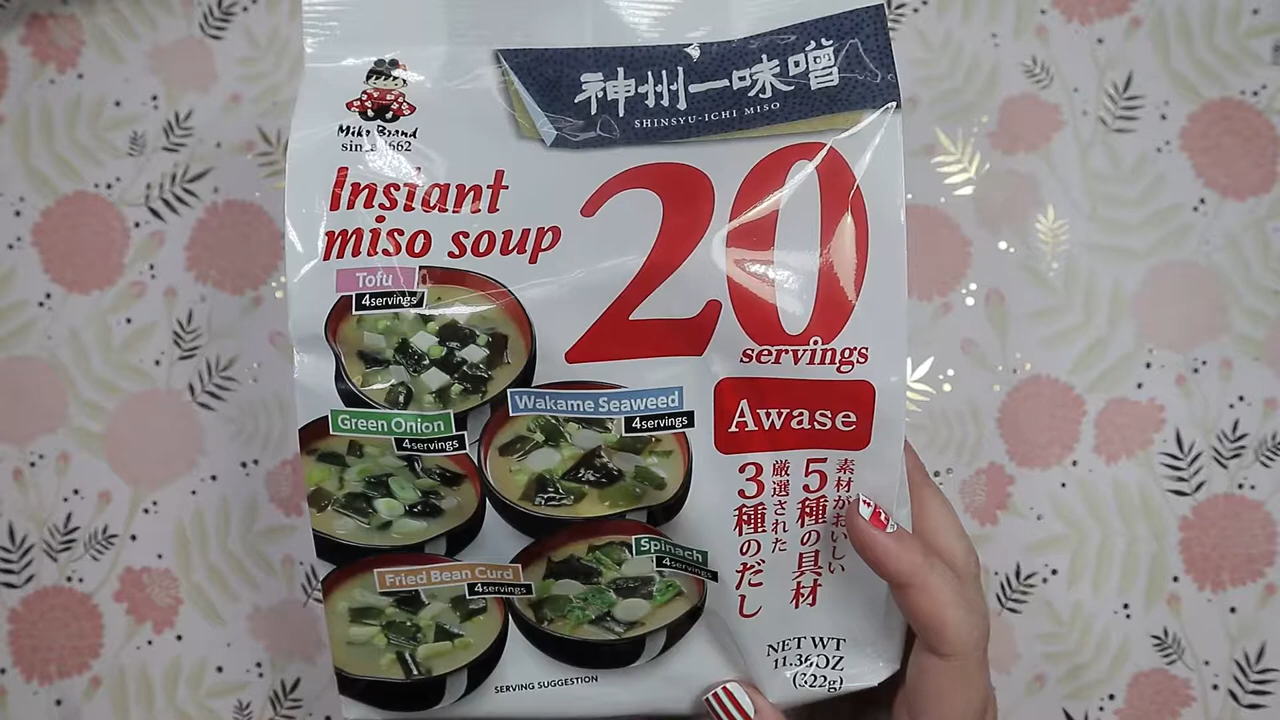 神州一味噌
SHINSYU-ICHI MISO
Miko Brand
since 1662
Instant
miso soup
20
servings
Tofu
4servings
Wakame Seaweed
4servings
Green Onion
4servings
Awase
素材がおいしい
5種の具材
厳選された
3種のだし
Spinach
4servings
Fried Bean Curd
4servings
NET WT
11.36OZ
(322g)
SERVING SUGGESTION